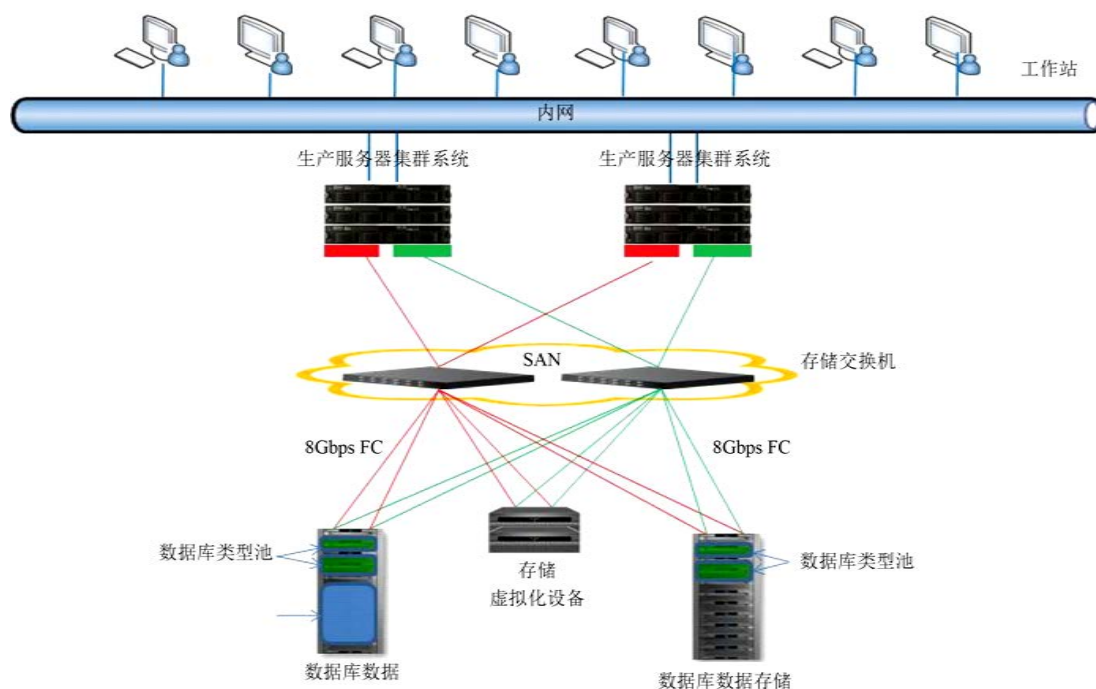 工作站
内网
生产服务器集群系统
生产服务器集群系统
SAN
存储交换机
8Gbps FC
8Gbps FC
数据库类型池
数据库类型池
存储
虚拟化设备
数据库数据
数据库数据存储